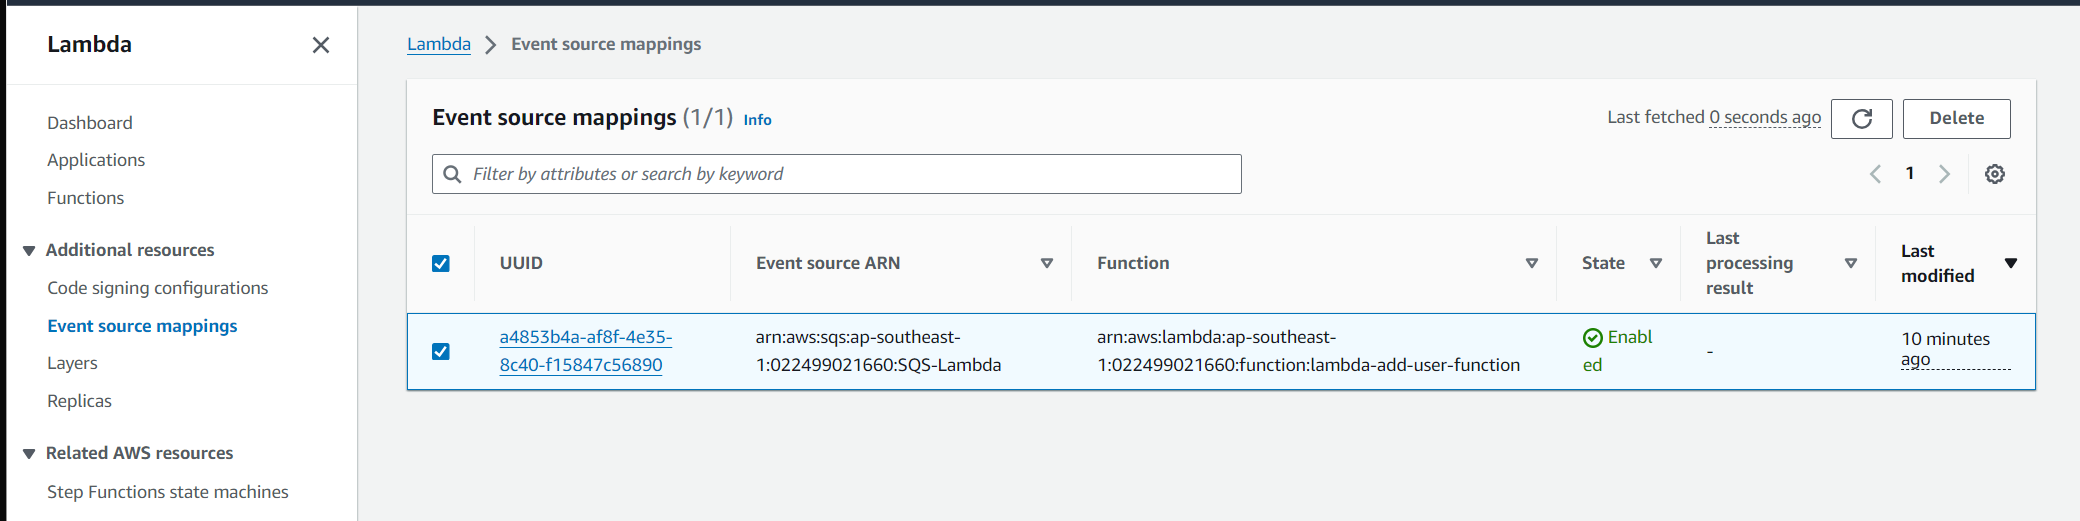 Lambda
Dashboard
Applications
Functions
Additional resources
Code signing configurations
Event source mappings
Layers
Replicas
Related AWS resources
Step Functions state machines
Lambda > Event source mappings
Event source mappings (1/1) Info
Last fetched 0 seconds ago
Delete
Filter by attributes or search by keyword
1
UUID
Event source ARN
Function
State
Last
processing
result
Last
modified
a4853b4a-af8f-4e35-
8c40-f15847c56890
arn:aws:sqs:ap-southeast-
1:022499021660:SQS-Lambda
arn:aws:lambda:ap-southeast-
1:022499021660:function:lambda-add-user-function
Enabl
ed
-
10 minutes
ago